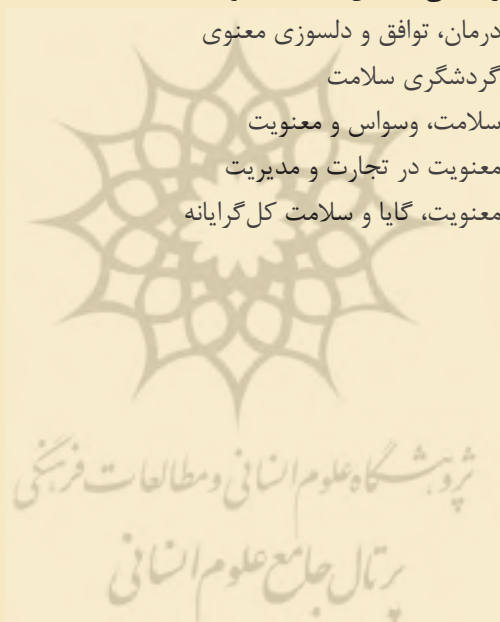 درمان، توافق و دلسوزی معنوی
گردشگری سلامت
سلامت، وسواس و معنویت
معنویت در تجارت و مدیریت
معنویت، گایا و سلامت کل‌گرایانه
پژوهشگاه علوم انسانی و مطالعات فرهنگی
پرتال جامع علوم انسانی